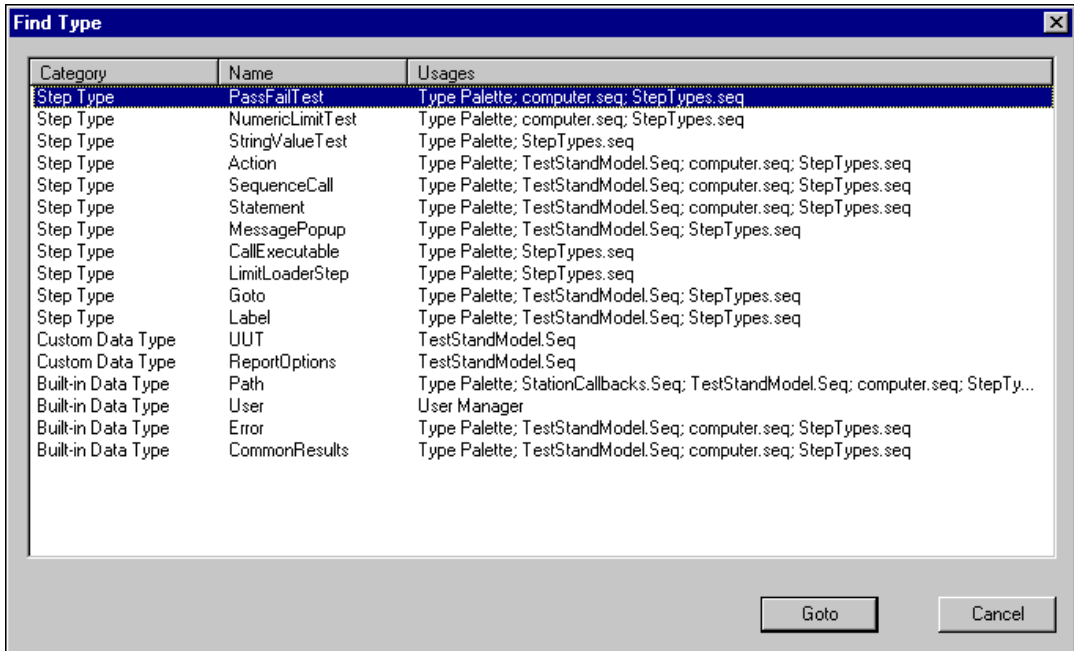 Find Type
Category Name Usages
Step Type PassFailTest Type Palette; computer.seq; StepTypes.seq
Step Type NumericLimitTest Type Palette; computer.seq; StepTypes.seq
Step Type StringValueTest Type Palette; StepTypes.seq
Step Type Action Type Palette; TestStandModel.Seq; computer.seq; StepTypes.seq
Step Type SequenceCall Type Palette; TestStandModel.Seq; computer.seq; StepTypes.seq
Step Type Statement Type Palette; TestStandModel.Seq; computer.seq; StepTypes.seq
Step Type MessagePopup Type Palette; TestStandModel.Seq; StepTypes.seq
Step Type CallExecutable Type Palette; StepTypes.seq
Step Type LimitLoaderStep Type Palette; StepTypes.seq
Step Type Goto Type Palette; TestStandModel.Seq; StepTypes.seq
Step Type Label Type Palette; TestStandModel.Seq; StepTypes.seq
Custom Data Type UUT TestStandModel.Seq
Custom Data Type ReportOptions TestStandModel.Seq
Built-in Data Type Path Type Palette; StationCallbacks.Seq; TestStandModel.Seq; computer.seq; StepTy...
Built-in Data Type User User Manager
Built-in Data Type Error Type Palette; TestStandModel.Seq; computer.seq; StepTypes.seq
Built-in Data Type CommonResults Type Palette; TestStandModel.Seq; computer.seq; StepTypes.seq
Goto Cancel